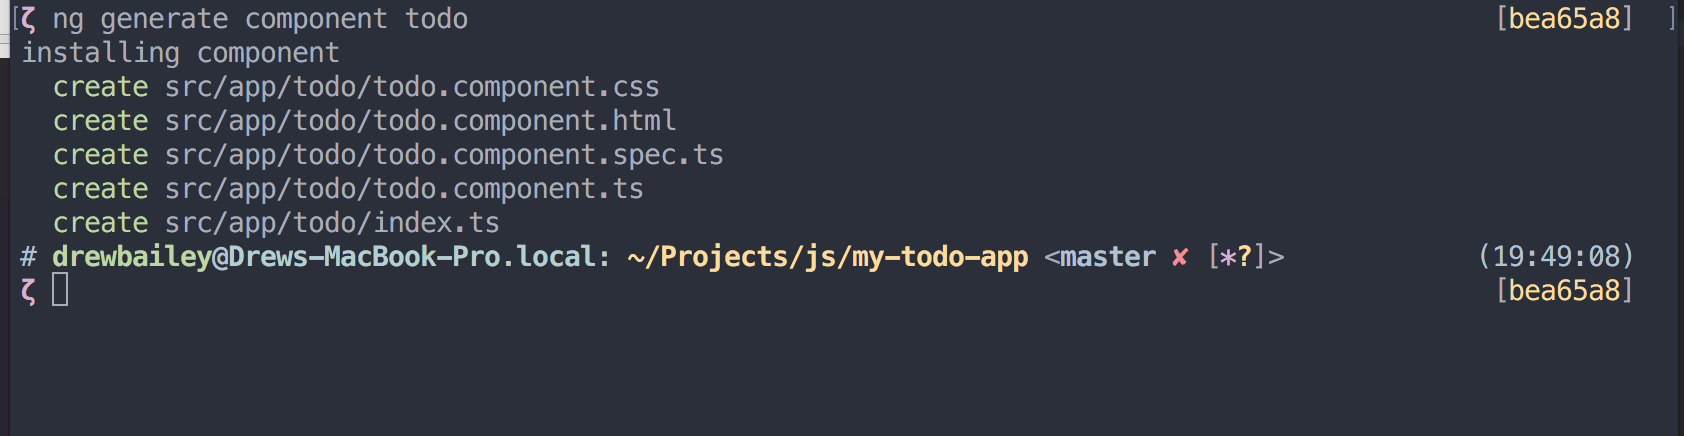 [ζ ng generate component todo [bea65a8] ]
installing component
create src/app/todo/todo.component.css
create src/app/todo/todo.component.html
create src/app/todo/todo.component.spec.ts
create src/app/todo/todo.component.ts
create src/app/todo/index.ts
# drewbailey@Drews-MacBook-Pro.local: ~/Projects/js/my-todo-app <master ✘ [*?]> (19:49:08)
ζ [bea65a8]